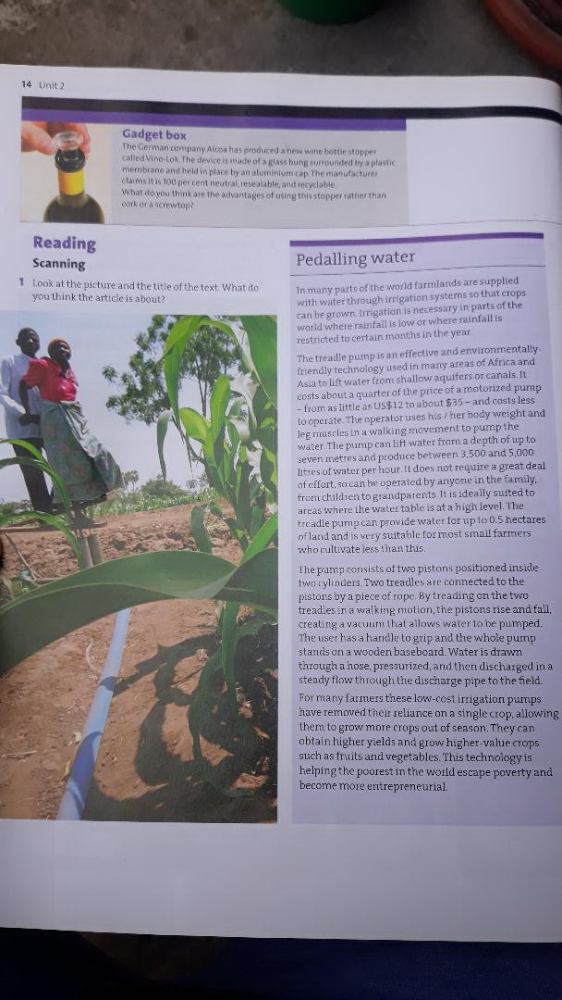 14 Unit 2
Gadget box
The German company Alcoa has produced a new wine bottle stopper
called Vino-Lok. The device is made of a glass bung surrounded by a plastic
membrane and held in place by an aluminium cap. The manufacturer
claims it is 100 per cent neutral, resealable, and recyclable.
What do you think are the advantages of using this stopper rather than
cork or a screwtop?
Reading
Scanning
1 Look at the picture and the title of the text. What do
you think the article is about?
Pedalling water
In many parts of the world farmlands are supplied
with water through irrigation systems so that crops
can be grown. Irrigation is necessary in parts of the
world where rainfall is low or where rainfall is
restricted to certain months in the year.
The treadle pump is an effective and environmentally-
friendly technology used in many areas of Africa and
Asia to lift water from shallow aquifers or canals. It
costs about a quarter of the price of a motorized pump
– from as little as US$12 to about $35 – and costs less
to operate. The operator uses his / her body weight and
leg muscles in a walking movement to pump the
water. The pump can lift water from a depth of up to
seven metres and produce between 3,500 and 5,000
litres of water per hour. It does not require a great deal
of effort, so can be operated by anyone in the family,
from children to grandparents. It is ideally suited to
areas where the water table is at a high level. The
treadle pump can provide water for up to 0.5 hectares
of land and is very suitable for most small farmers
who cultivate less than this.
The pump consists of two pistons positioned inside
two cylinders. Two treadles are connected to the
pistons by a piece of rope. By treading on the two
treadles in a walking motion, the pistons rise and fall,
creating a vacuum that allows water to be pumped.
The user has a handle to grip and the whole pump
stands on a wooden baseboard. Water is drawn
through a hose, pressurized, and then discharged in a
steady flow through the discharge pipe to the field.
For many farmers these low-cost irrigation pumps
have removed their reliance on a single crop, allowing
them to grow more crops out of season. They can
obtain higher yields and grow higher-value crops
such as fruits and vegetables. This technology is
helping the poorest in the world escape poverty and
become more entrepreneurial.